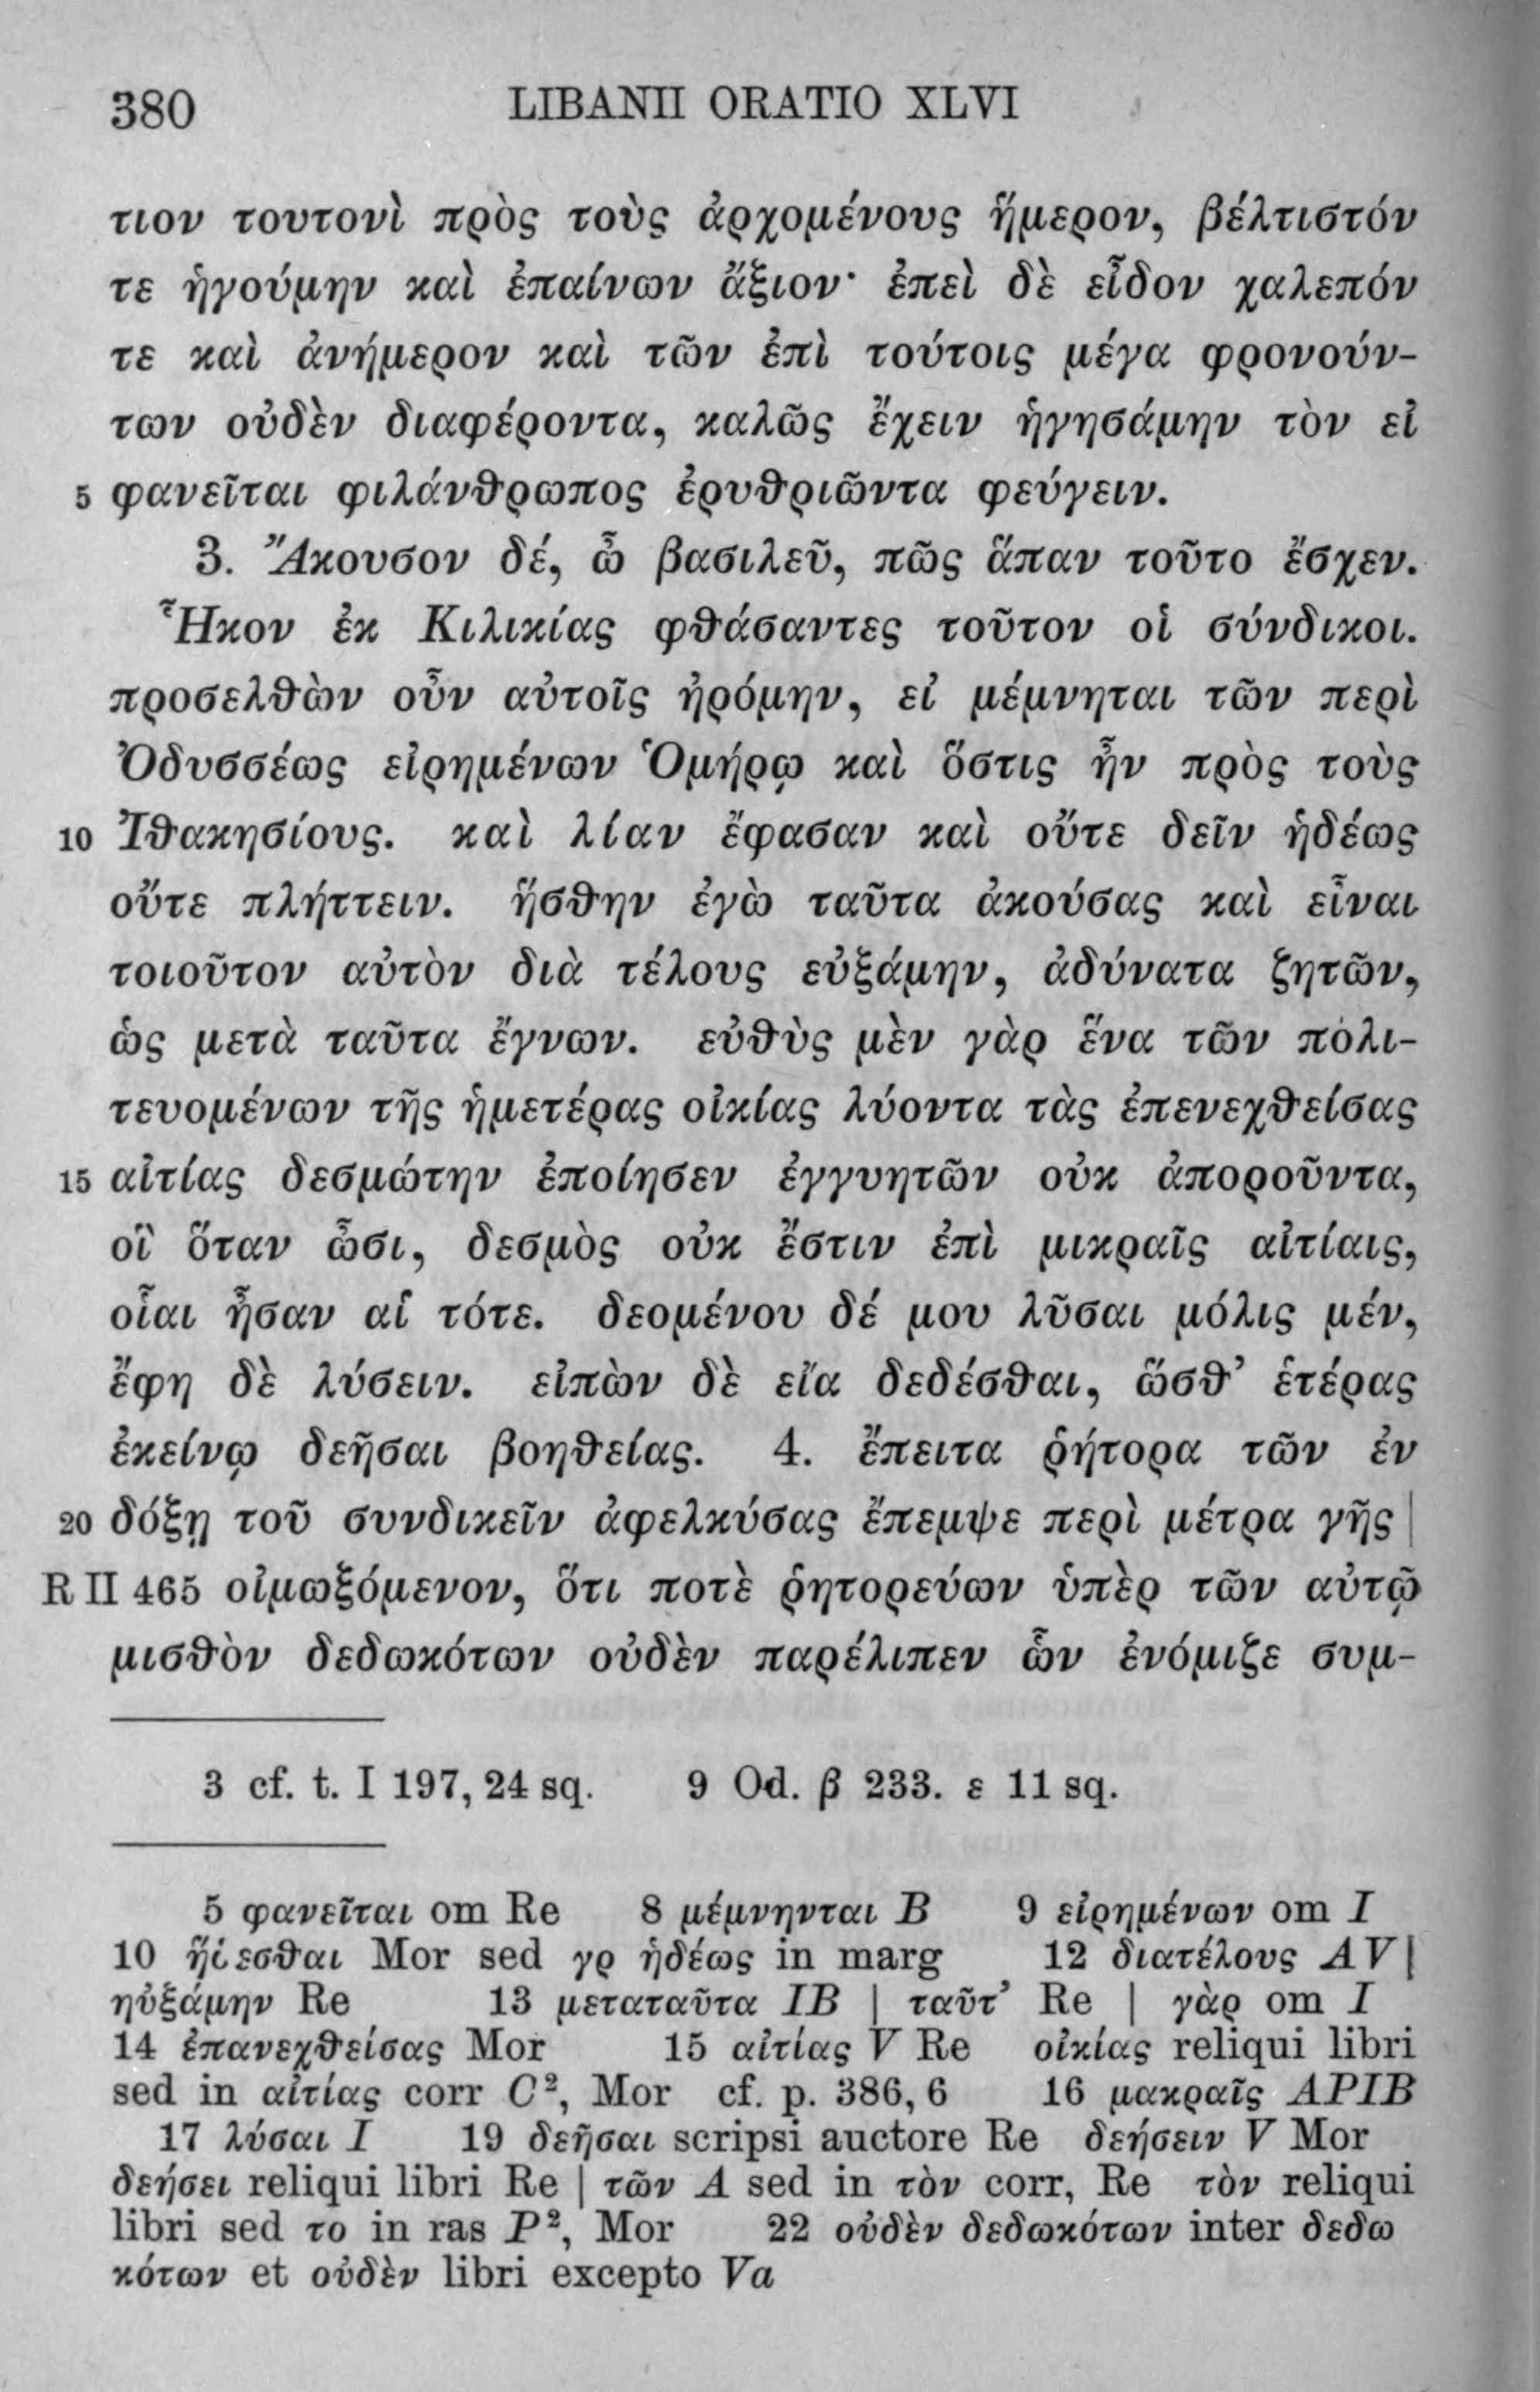 380 LIBANII ORATIO XLVI
τιον τουτονὶ πρὸς τοὺς ἀρχομένους ἥμερον, βέλτιστόν
τε ἡγούμην καὶ ἐπαίνων ἄξιον· ἐπεὶ δὲ εἶδον χαλεπόν
τε καὶ ἀνήμερον καὶ τῶν ἐπὶ τούτοις μέγα φρονούν-
των οὐδὲν διαφέροντα, καλῶς ἔχειν ἡγησάμην τὸν εἰ
5 φανεῖται φιλάνθρωπος ἐρυθριῶντα φεύγειν.
3. Ἄκουσον δέ, ὦ βασιλεῦ, πῶς ἅπαν τοῦτο ἔσχεν.
Ἧκον ἐκ Κιλικίας φθάσαντες τοῦτον οἱ σύνδικοι.
προσελθὼν οὖν αὐτοῖς ἠρόμην, εἰ μέμνηται τῶν περὶ
Ὀδυσσέως εἰρημένων Ὁμήρῳ καὶ ὅστις ἦν πρὸς τοὺς
10 Ἰθακησίους. καὶ λίαν ἔφασαν καὶ οὔτε δεῖν ἡδέως
οὔτε πλήττειν. ἥσθην ἐγὼ ταῦτα ἀκούσας καὶ εἶναι
τοιοῦτον αὐτὸν διὰ τέλους εὐξάμην, ἀδύνατα ζητῶν,
ὡς μετὰ ταῦτα ἔγνων. εὐθὺς μὲν γὰρ ἕνα τῶν πολι-
τευομένων τῆς ἡμετέρας οἰκίας λύοντα τὰς ἐπενεχθείσας
15 αἰτίας δεσμώτην ἐποίησεν ἐγγυητῶν οὐκ ἀποροῦντα,
οἳ ὅταν ὦσι, δεσμὸς οὐκ ἔστιν ἐπὶ μικραῖς αἰτίαις,
οἷαι ἦσαν αἱ τότε. δεομένου δέ μου λῦσαι μόλις μέν,
ἔφη δὲ λύσειν. εἰπὼν δὲ εἴα δεδέσθαι, ὥσθ’ ἑτέρας
ἐκείνῳ δεῆσαι βοηθείας. 4. ἔπειτα ῥήτορα τῶν ἐν
20 δόξῃ τοῦ συνδικεῖν ἀφελκύσας ἔπεμψε περὶ μέτρα γῆς |
R II 465 οἰμωξόμενον, ὅτι ποτὲ ῥητορεύων ὑπὲρ τῶν αὐτῷ
μισθὸν δεδωκότων οὐδὲν παρέλιπεν ὧν ἐνόμιζε συμ-
3 cf. t. I 197, 24 sq. 9 Od. β 233. ε 11 sq.
5 φανεῖται om Re 8 μέμνηνται B 9 εἰρημένων om I
10 ἥδεσθαι Mor sed γρ ἡδέως in marg 12 διατέλους AV |
ηὐξάμην Re 13 μεταταῦτα IB | ταῦτ’ Re | γὰρ om I
14 ἐπανεχθείσας Mor 15 αἰτίας V Re οἰκίας reliqui libri
sed in αἰτίας corr C², Mor cf. p. 386, 6 16 μακραῖς APIB
17 λύσαι I 19 δεῆσαι scripsi auctore Re δεήσειν V Mor
δεήσει reliqui libri Re | τῶν A sed in τὸν corr, Re τὸν reliqui
libri sed το in ras P², Mor 22 οὐδὲν δεδωκότων inter δεδω
κότων et οὐδὲν libri excepto Va